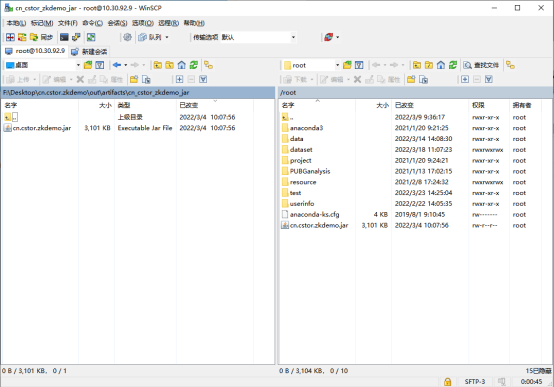 cn_cstor_zkdemo_jar - root@10.30.92.9 - WinSCP
本地(L) 标记(M) 文件(F) 命令(C) 会话(S) 选项(O) 远程(R) 帮助(H)
同步 队列 传输选项 默认
root@10.30.92.9 新建会话
桌面
root 查找文件
上传 编辑 属性
下载 编辑 属性
F:\Desktop\cn.cstor.zkdemo\out\artifacts\cn_cstor_zkdemo_jar
/root
名字 大小 类型 已改变
.. 上级目录 2022/3/4 10:07:56
cn.cstor.zkdemo.jar 3,101 KB Executable Jar File 2022/3/4 10:07:56
名字 大小 已改变 权限 拥有者
.. 2022/3/9 9:36:17 rwxr-xr-x root
anaconda3 2021/1/20 9:21:25 rwxr-xr-x root
data 2022/3/14 14:08:30 rwxr-xr-x root
dataset 2022/3/18 11:07:23 rwxrwxrwx root
project 2021/1/20 9:24:21 rwxr-xr-x root
PUBGanalysis 2021/1/13 17:02:15 rwxr-xr-x root
resource 2021/2/8 17:24:32 rwxrwxrwx root
test 2022/3/23 14:25:04 rwxr-xr-x root
userinfo 2022/2/22 14:05:35 rwxr-xr-x root
anaconda-ks.cfg 4 KB 2019/8/1 9:10:45 rw------- root
cn.cstor.zkdemo.jar 3,101 KB 2022/3/4 10:07:56 rw-r--r-- root
0 B / 3,101 KB, 0 / 1
0 B / 3,104 KB, 0 / 10 15已隐藏
SFTP-3 0:00:45